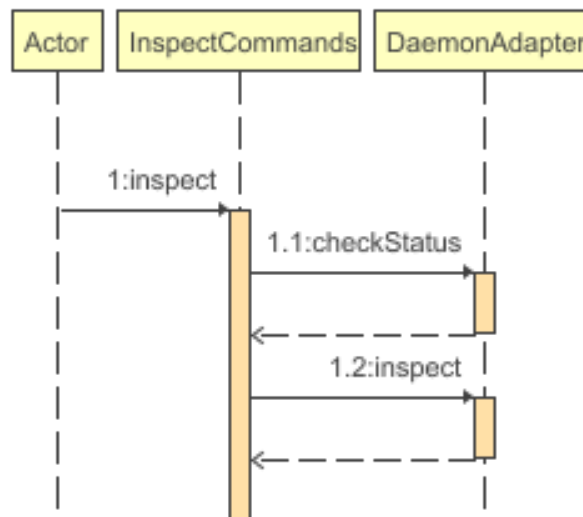 Actor
InspectCommands
DaemonAdapter
1:inspect
1.1:checkStatus
1.2:inspect